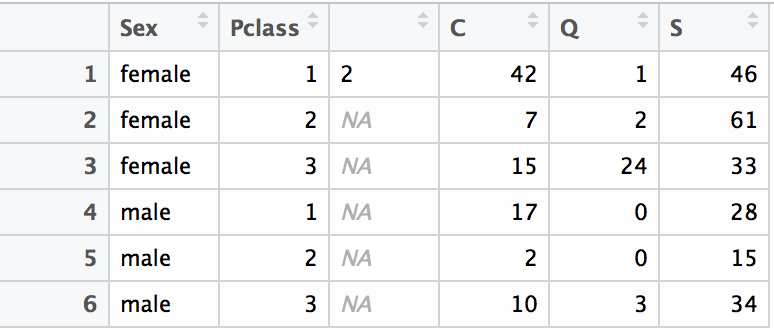 Sex Pclass C Q S
1 female 1 2 42 1 46
2 female 2 NA 7 2 61
3 female 3 NA 15 24 33
4 male 1 NA 17 0 28
5 male 2 NA 2 0 15
6 male 3 NA 10 3 34